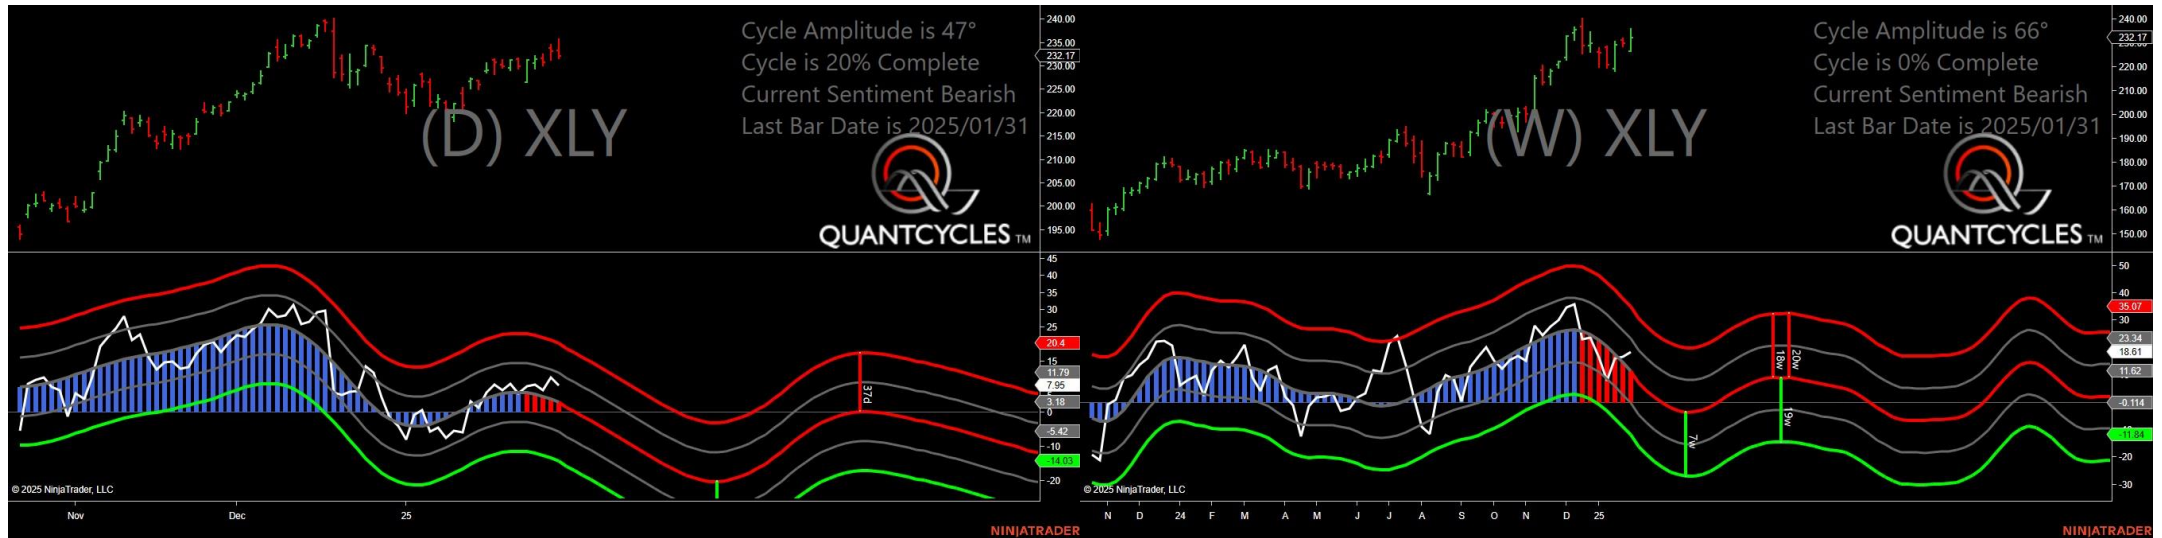 Cycle Amplitude is 47°
Cycle is 20% Complete
Current Sentiment Bearish
Last Bar Date is 2025/01/31
(D) XLY
QUANTCYCLES TM
240.00
235.00
232.17
230.00
225.00
220.00
215.00
210.00
205.00
200.00
195.00
45
40
35
30
25
20.4
15
11.79
7.95
3.18
0
-5.42
-10
-14.03
-20
37d
© 2025 NinjaTrader, LLC
Nov
Dec
25
NINJATRADER
Cycle Amplitude is 66°
Cycle is 0% Complete
Current Sentiment Bearish
Last Bar Date is 2025/01/31
(W) XLY
QUANTCYCLES TM
240.00
232.17
220.00
210.00
200.00
190.00
180.00
170.00
160.00
150.00
50
40
35.07
30
23.34
18.61
11.62
-0.114
-11.84
-20
-30
18w
20w
19w
7w
© 2025 NinjaTrader, LLC
N D 24 F M A M J J A S O N D 25
NINJATRADER